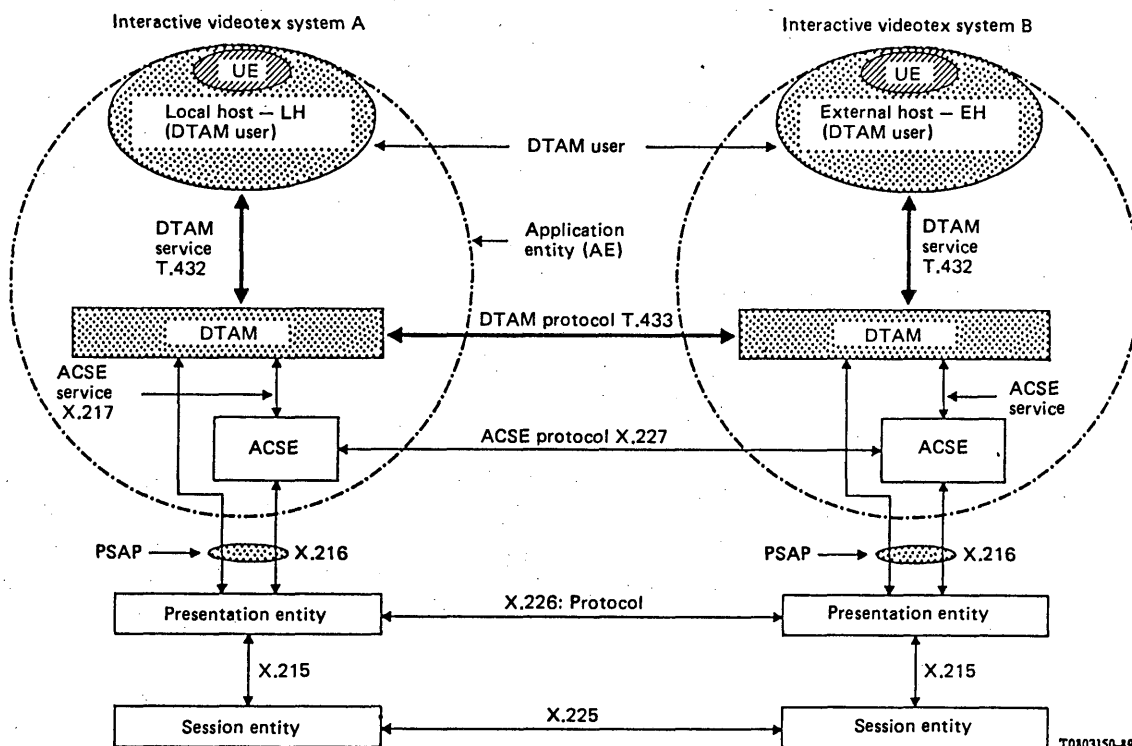 Interactive videotex system A
Interactive videotex system B
UE
UE
Local host — LH
(DTAM user)
External host — EH
(DTAM user)
DTAM user
DTAM
service
T.432
Application
entity (AE)
DTAM
service
T.432
DTAM
DTAM protocol T.433
DTAM
ACSE
service
X.217
ACSE
service
ACSE
ACSE protocol X.227
ACSE
PSAP
X.216
PSAP
X.216
Presentation entity
X.226: Protocol
Presentation entity
X.215
X.215
Session entity
X.225
Session entity
T0803150-89